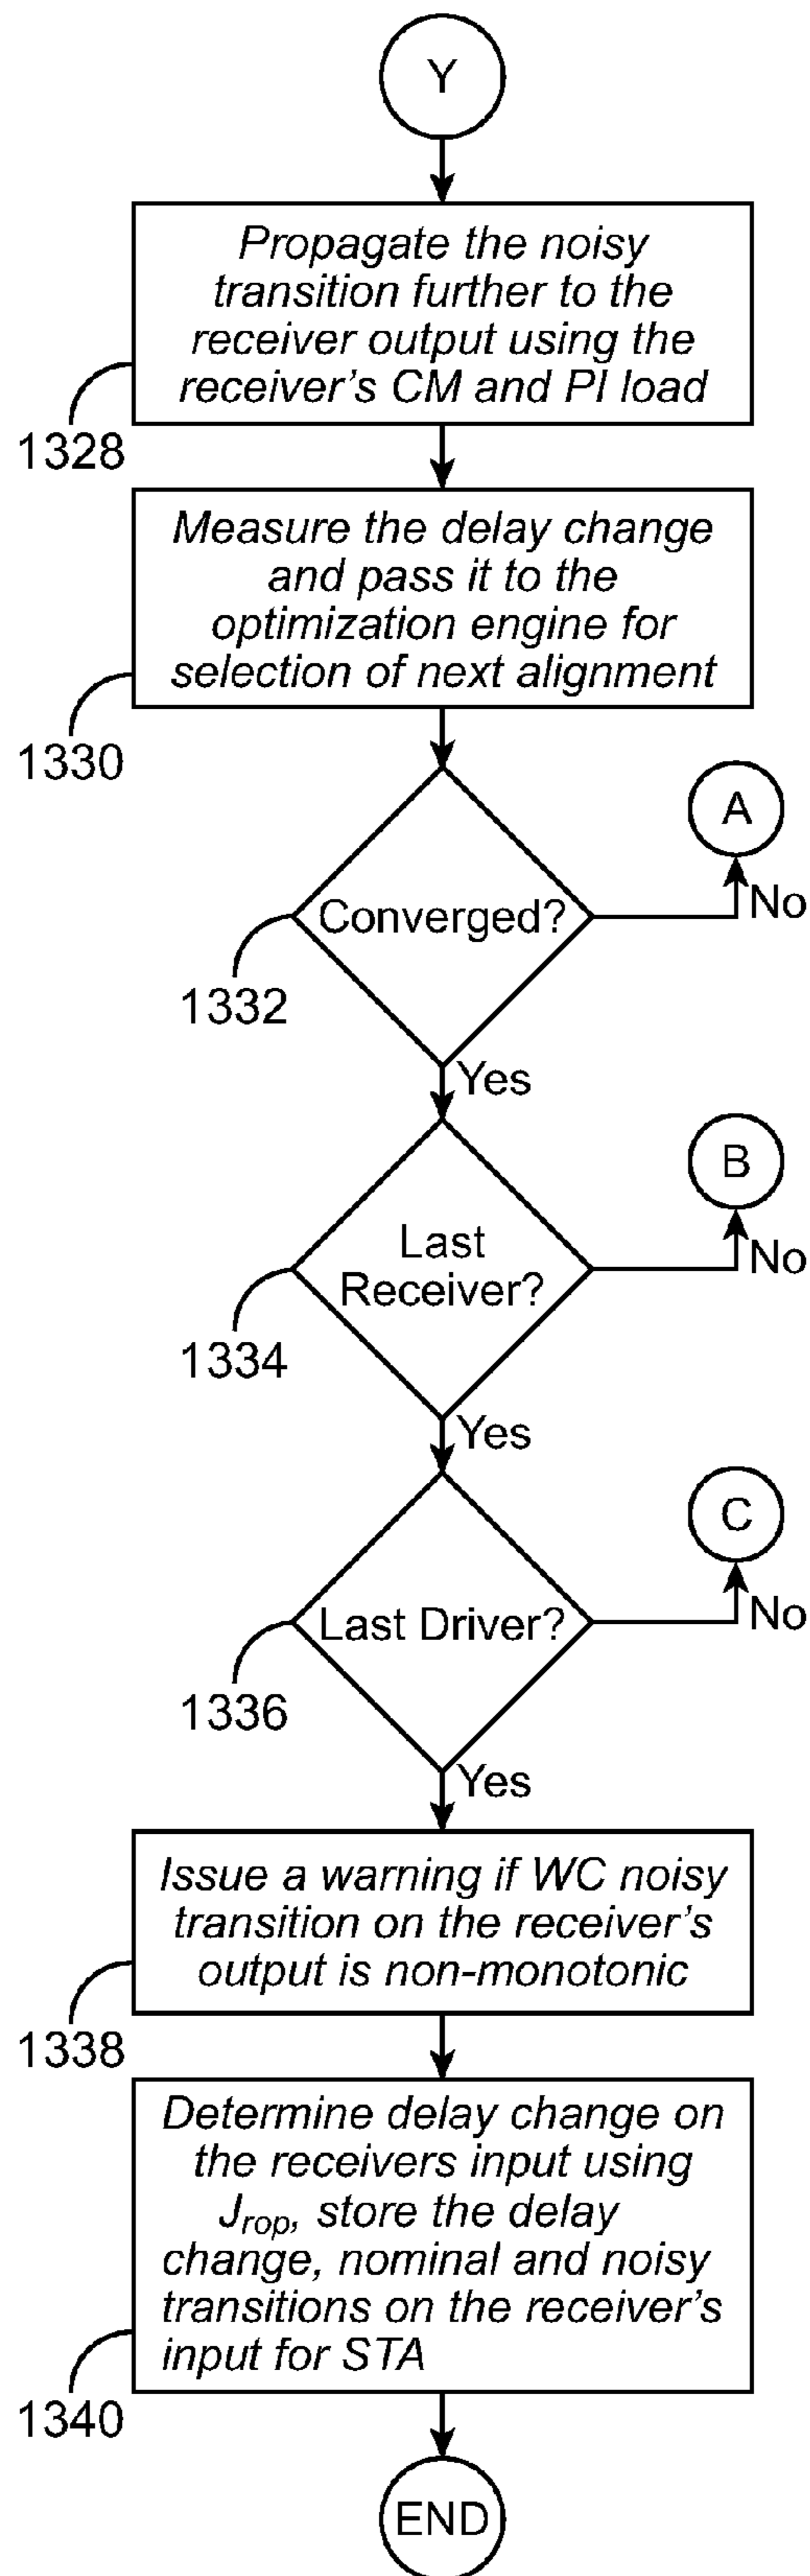 Y
Propagate the noisy
transition further to the
receiver output using the
receiver's CM and PI load
1328
Measure the delay change
and pass it to the
optimization engine for
selection of next alignment
1330
A
No
Converged?
1332
Yes
B
No
Last
Receiver?
1334
Yes
C
No
Last Driver?
1336
Yes
Issue a warning if WC noisy
transition on the receiver's
output is non-monotonic
1338
Determine delay change on
the receivers input using
Jrop, store the delay
change, nominal and noisy
transitions on the receiver's
input for STA
1340
END